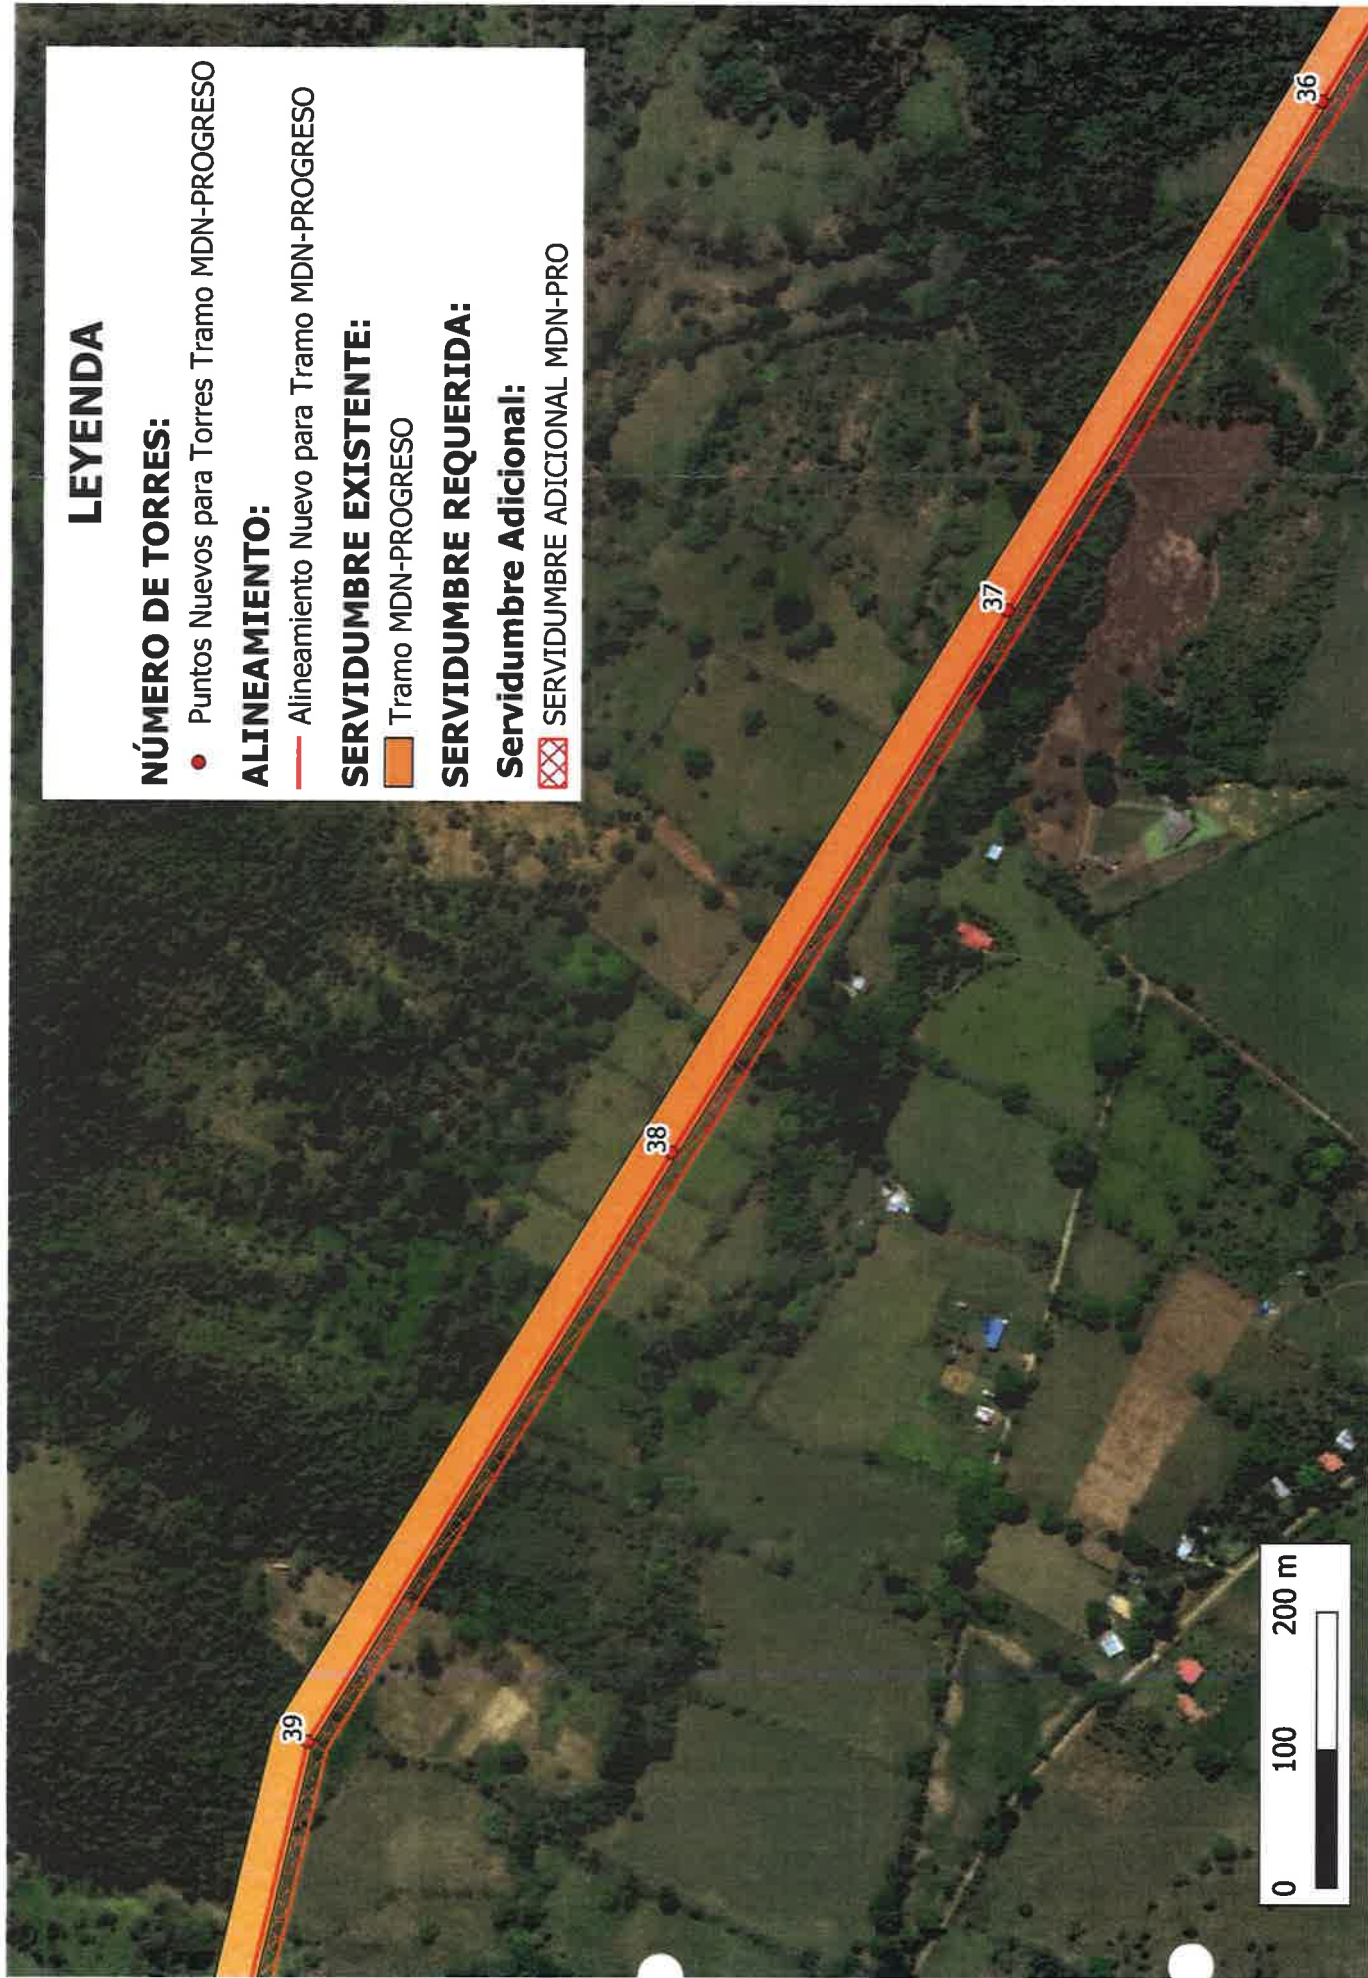 LEYENDA
NÚMERO DE TORRES:
Puntos Nuevos para Torres Tramo MDN-PROGRESO
ALINEAMIENTO:
Alineamiento Nuevo para Tramo MDN-PROGRESO
SERVIDUMBRE EXISTENTE:
Tramo MDN-PROGRESO
SERVIDUMBRE REQUERIDA:
Servidumbre Adicional:
SERVIDUMBRE ADICIONAL MDN-PRO
39
38
37
36
0 100 200 m